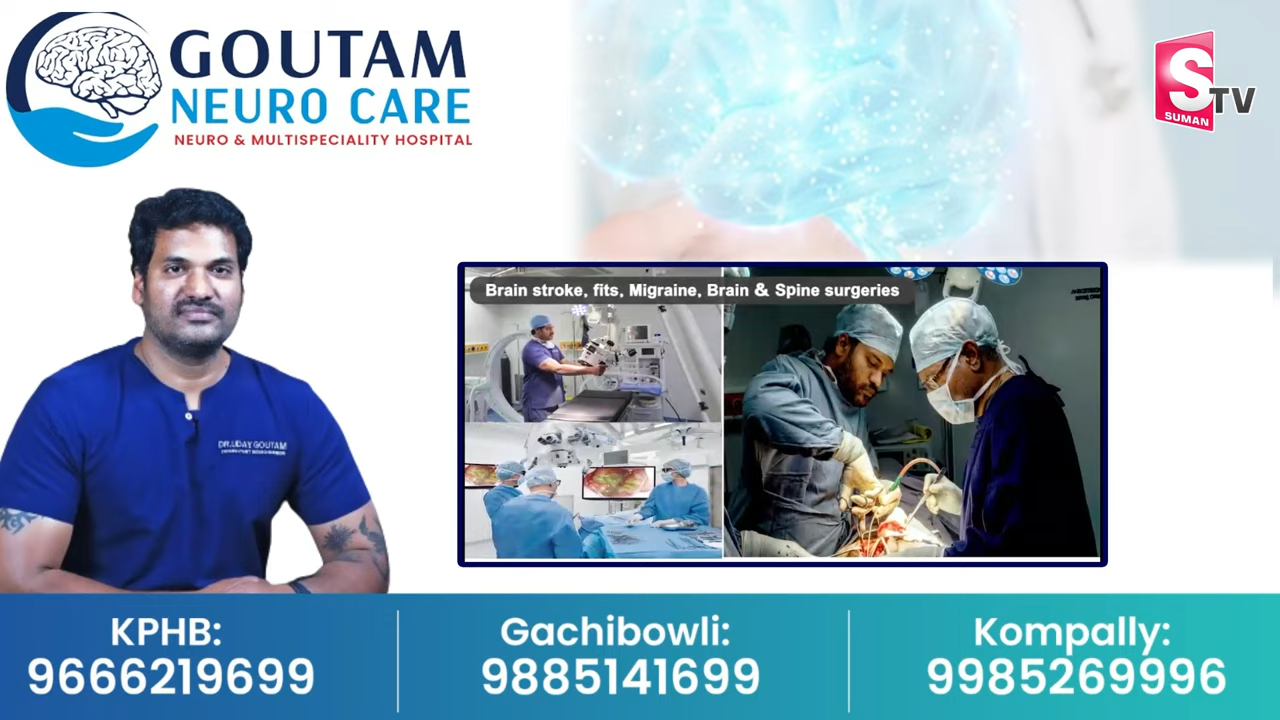 GOUTAM
NEURO CARE
NEURO & MULTISPECIALITY HOSPITAL
S TV
SUMAN
DR.UDAY GOUTAM
Brain stroke, fits, Migraine, Brain & Spine surgeries
KPHB:
9666219699
Gachibowli:
9885141699
Kompally:
9985269996